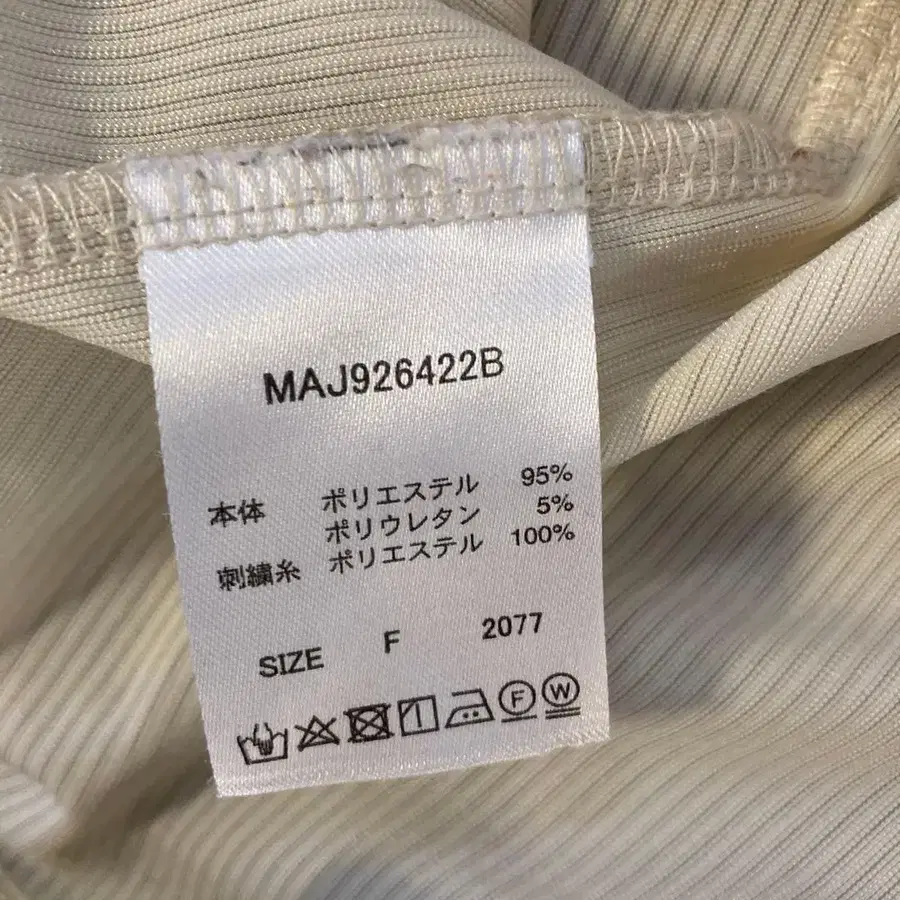 MAJ926422B
本体 ポリエステル 95%
ポリウレタン 5%
刺繍糸 ポリエステル 100%
SIZE F 2077
F W